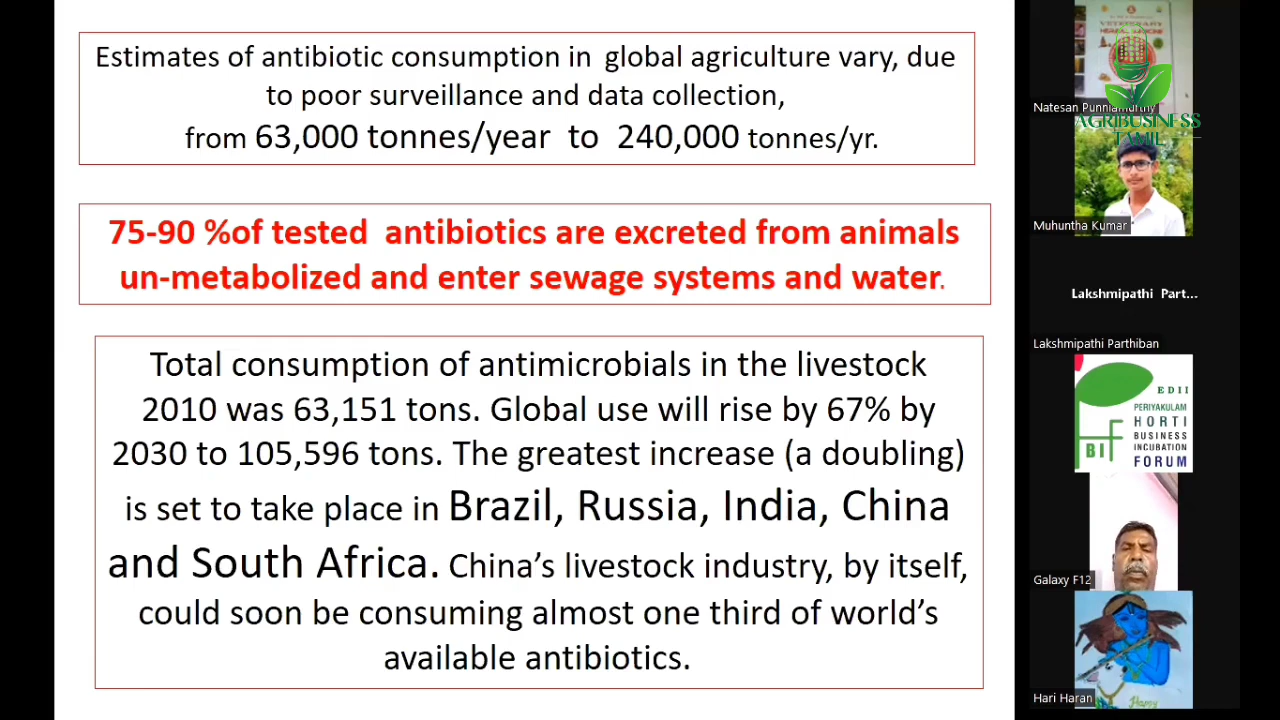 Estimates of antibiotic consumption in global agriculture vary, due
to poor surveillance and data collection,
from 63,000 tonnes/year to 240,000 tonnes/yr.
75-90 %of tested antibiotics are excreted from animals
un-metabolized and enter sewage systems and water.
Total consumption of antimicrobials in the livestock
2010 was 63,151 tons. Global use will rise by 67% by
2030 to 105,596 tons. The greatest increase (a doubling)
is set to take place in Brazil, Russia, India, China
and South Africa. China's livestock industry, by itself,
could soon be consuming almost one third of world's
available antibiotics.
VETERINARY
HERBAL MEDICINE
Natesan Punniamurthy
AGRIBUSINESS
TAMIL
Muhuntha Kumar
Lakshmipathi Part...
Lakshmipathi Parthiban
EDII
PERIYAKULAM
HORTI
BUSINESS
INCUBATION
FORUM
BIF
Galaxy F12
Hari Haran